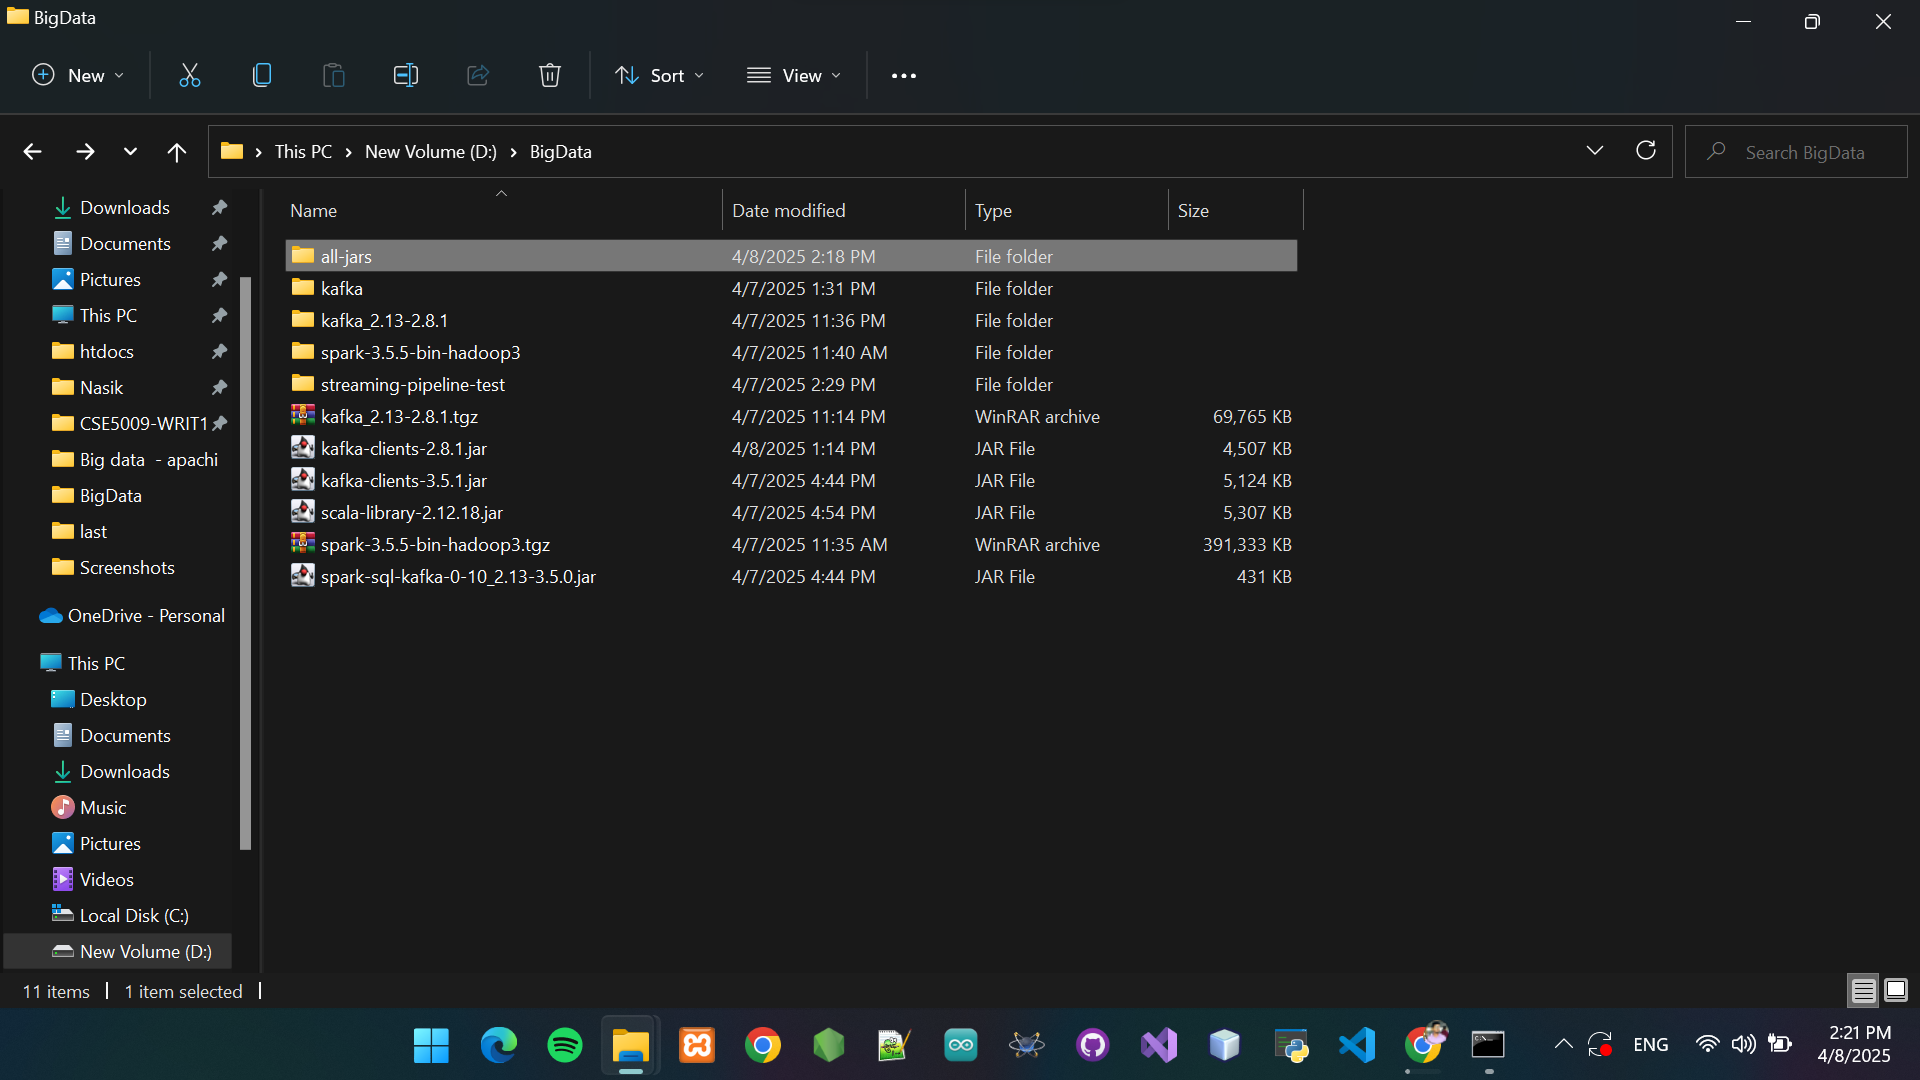 BigData
New
Sort
View
This PC
New Volume (D:)
BigData
Search BigData
Downloads
Documents
Pictures
This PC
htdocs
Nasik
CSE5009-WRIT1
Big data - apachi
BigData
last
Screenshots
OneDrive - Personal
This PC
Desktop
Documents
Downloads
Music
Pictures
Videos
Local Disk (C:)
New Volume (D:)
Name Date modified Type Size
all-jars 4/8/2025 2:18 PM File folder
kafka 4/7/2025 1:31 PM File folder
kafka_2.13-2.8.1 4/7/2025 11:36 PM File folder
spark-3.5.5-bin-hadoop3 4/7/2025 11:40 AM File folder
streaming-pipeline-test 4/7/2025 2:29 PM File folder
kafka_2.13-2.8.1.tgz 4/7/2025 11:14 PM WinRAR archive 69,765 KB
kafka-clients-2.8.1.jar 4/8/2025 1:14 PM JAR File 4,507 KB
kafka-clients-3.5.1.jar 4/7/2025 4:44 PM JAR File 5,124 KB
scala-library-2.12.18.jar 4/7/2025 4:54 PM JAR File 5,307 KB
spark-3.5.5-bin-hadoop3.tgz 4/7/2025 11:35 AM WinRAR archive 391,333 KB
spark-sql-kafka-0-10_2.13-3.5.0.jar 4/7/2025 4:44 PM JAR File 431 KB
11 items
1 item selected
ENG
2:21 PM
4/8/2025